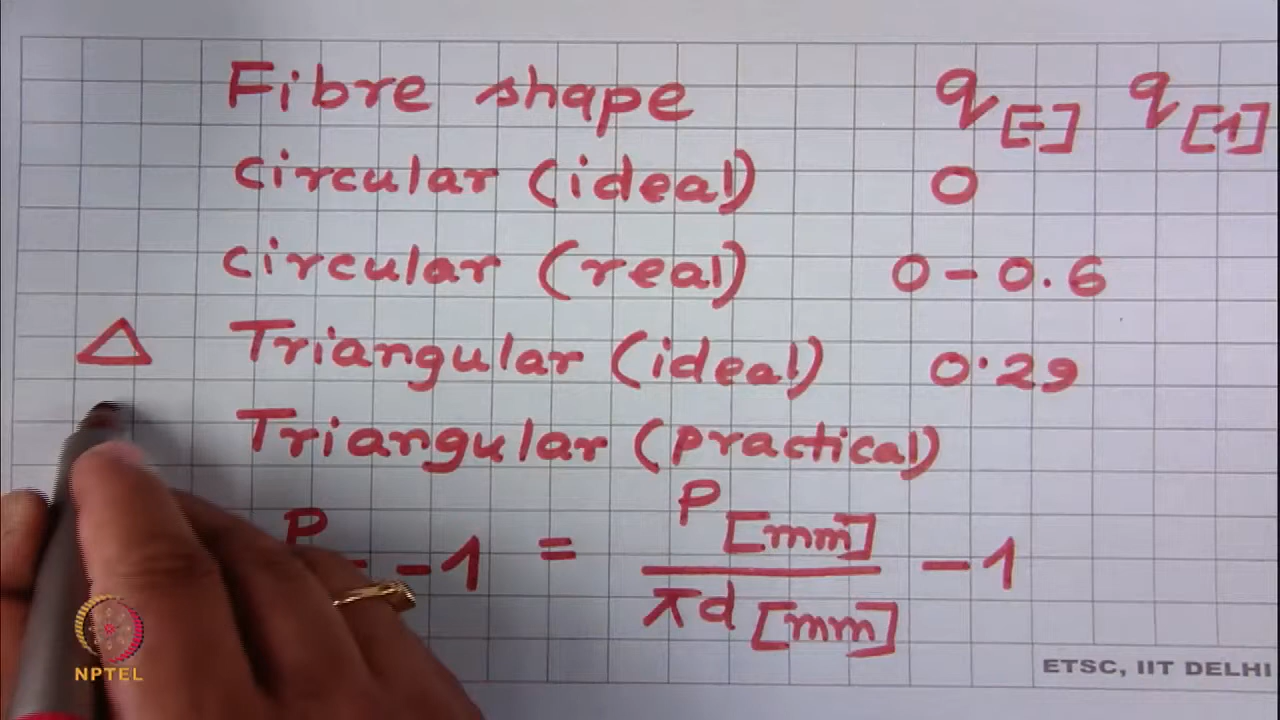 Fibre shape q[-] q[1]
Circular (ideal) 0
Circular (real) 0 - 0.6
Triangular (ideal) 0.29
Triangular (practical)
P - 1 = P[mm] / πd[mm] - 1
NPTEL
ETSC, IIT DELHI